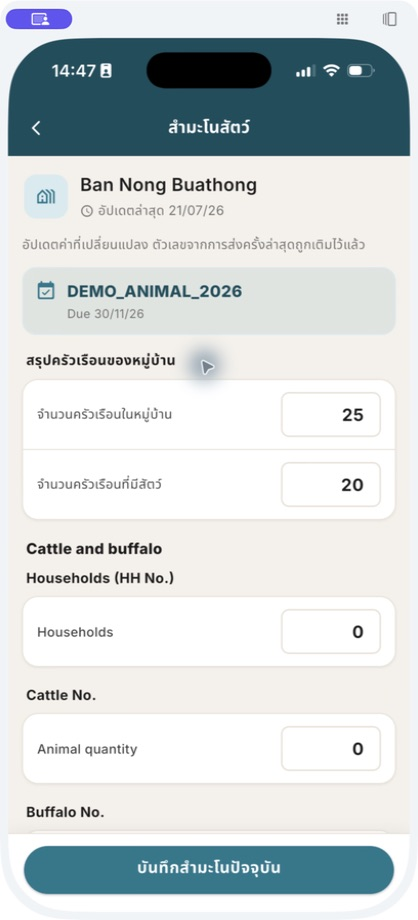 14:47
สำมะโนสัตว์
Ban Nong Buathong
อัปเดตล่าสุด 21/07/26
อัปเดตค่าที่เปลี่ยนแปลง ตัวเลขจากการส่งครั้งล่าสุดถูกเติมไว้แล้ว
DEMO_ANIMAL_2026
Due 30/11/26
สรุปครัวเรือนของหมู่บ้าน
จำนวนครัวเรือนในหมู่บ้าน 25
จำนวนครัวเรือนที่มีสัตว์ 20
Cattle and buffalo
Households (HH No.)
Households 0
Cattle No.
Animal quantity 0
Buffalo No.
บันทึกสำมะโนปัจจุบัน